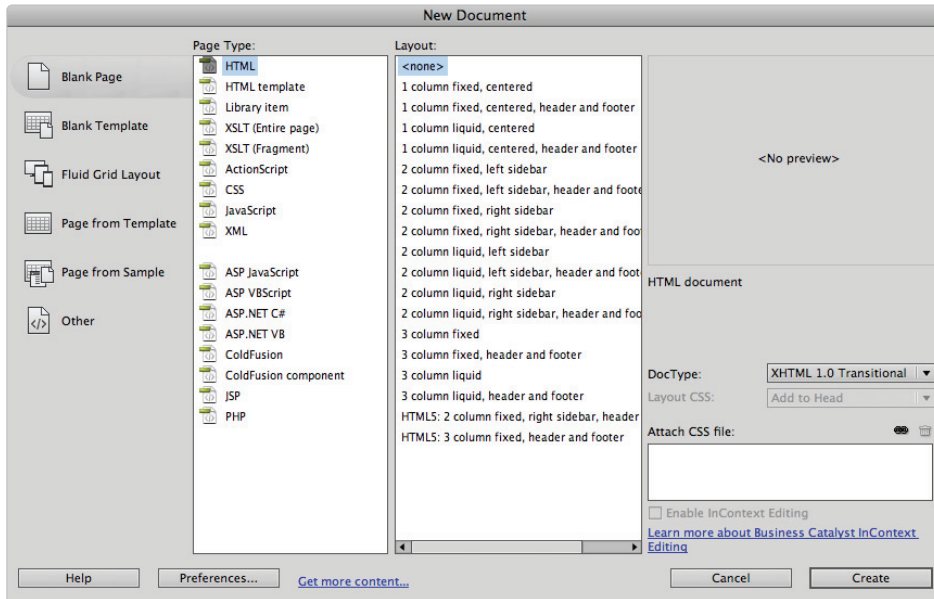 New Document
Blank Page
Blank Template
Fluid Grid Layout
Page from Template
Page from Sample
Other
Page Type:
HTML
HTML template
Library item
XSLT (Entire page)
XSLT (Fragment)
ActionScript
CSS
JavaScript
XML
ASP JavaScript
ASP VBScript
ASP.NET C#
ASP.NET VB
ColdFusion
ColdFusion component
JSP
PHP
Layout:
<none>
1 column fixed, centered
1 column fixed, centered, header and footer
1 column liquid, centered
1 column liquid, centered, header and footer
2 column fixed, left sidebar
2 column fixed, left sidebar, header and foote
2 column fixed, right sidebar
2 column fixed, right sidebar, header and foo
2 column liquid, left sidebar
2 column liquid, left sidebar, header and foot
2 column liquid, right sidebar
2 column liquid, right sidebar, header and foo
3 column fixed
3 column fixed, header and footer
3 column liquid
3 column liquid, header and footer
HTML5: 2 column fixed, right sidebar, header
HTML5: 3 column fixed, header and footer
<No preview>
HTML document
DocType: XHTML 1.0 Transitional
Layout CSS: Add to Head
Attach CSS file:
Enable InContext Editing
Learn more about Business Catalyst InContext
Editing
Help Preferences... Get more content... Cancel Create